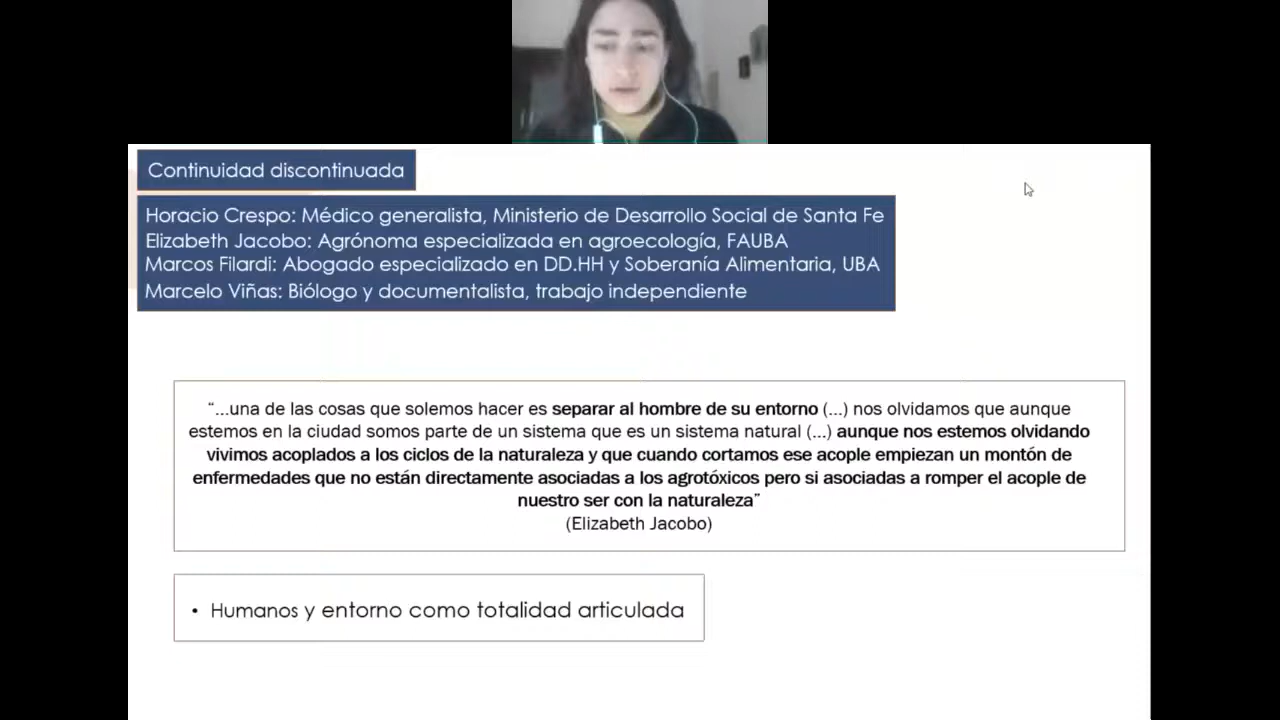 Continuidad discontinuada
Horacio Crespo: Médico generalista, Ministerio de Desarrollo Social de Santa Fe
Elizabeth Jacobo: Agrónoma especializada en agroecología, FAUBA
Marcos Filardi: Abogado especializado en DD.HH y Soberanía Alimentaria, UBA
Marcelo Viñas: Biólogo y documentalista, trabajo independiente
“...una de las cosas que solemos hacer es separar al hombre de su entorno (...) nos olvidamos que aunque
estemos en la ciudad somos parte de un sistema que es un sistema natural (...) aunque nos estemos olvidando
vivimos acoplados a los ciclos de la naturaleza y que cuando cortamos ese acople empiezan un montón de
enfermedades que no están directamente asociadas a los agrotóxicos pero si asociadas a romper el acople de
nuestro ser con la naturaleza”
(Elizabeth Jacobo)
• Humanos y entorno como totalidad articulada